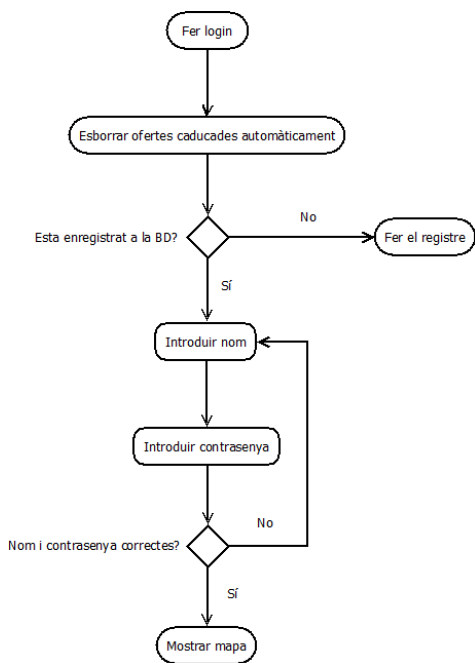 Fer login
Esborrar ofertes caducades automàticament
Esta enregistrat a la BD?
No
Fer el registre
Sí
Introduir nom
Introduir contrasenya
No
Nom i contrasenya correctes?
Sí
Mostrar mapa